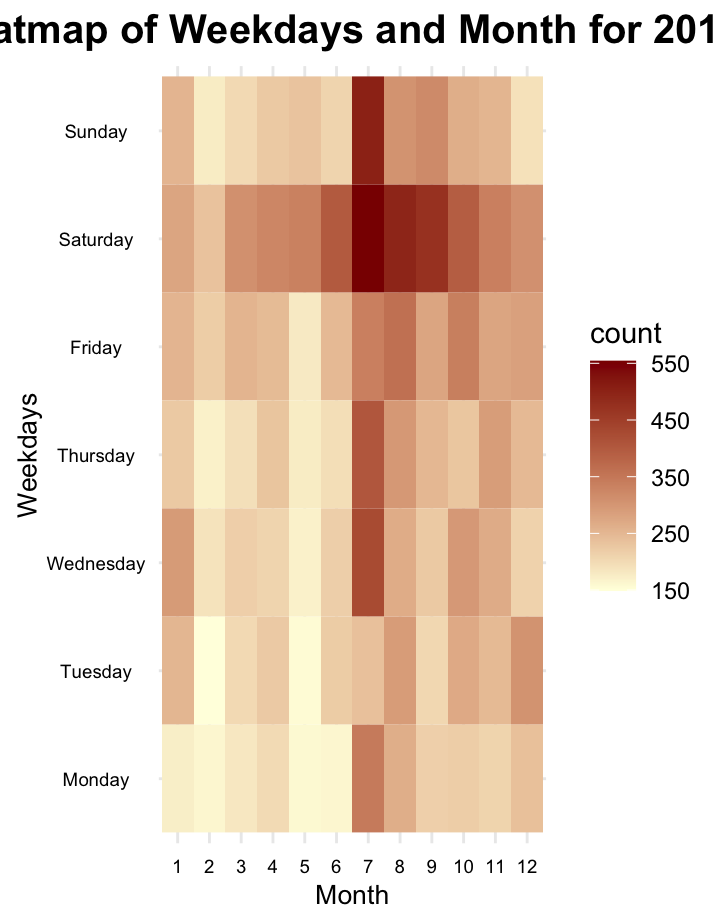 atmap of Weekdays and Month for 201
Sunday
Saturday
Friday
Thursday
Wednesday
Tuesday
Monday
Weekdays
1 2 3 4 5 6 7 8 9 10 11 12
Month
count
550
450
350
250
150